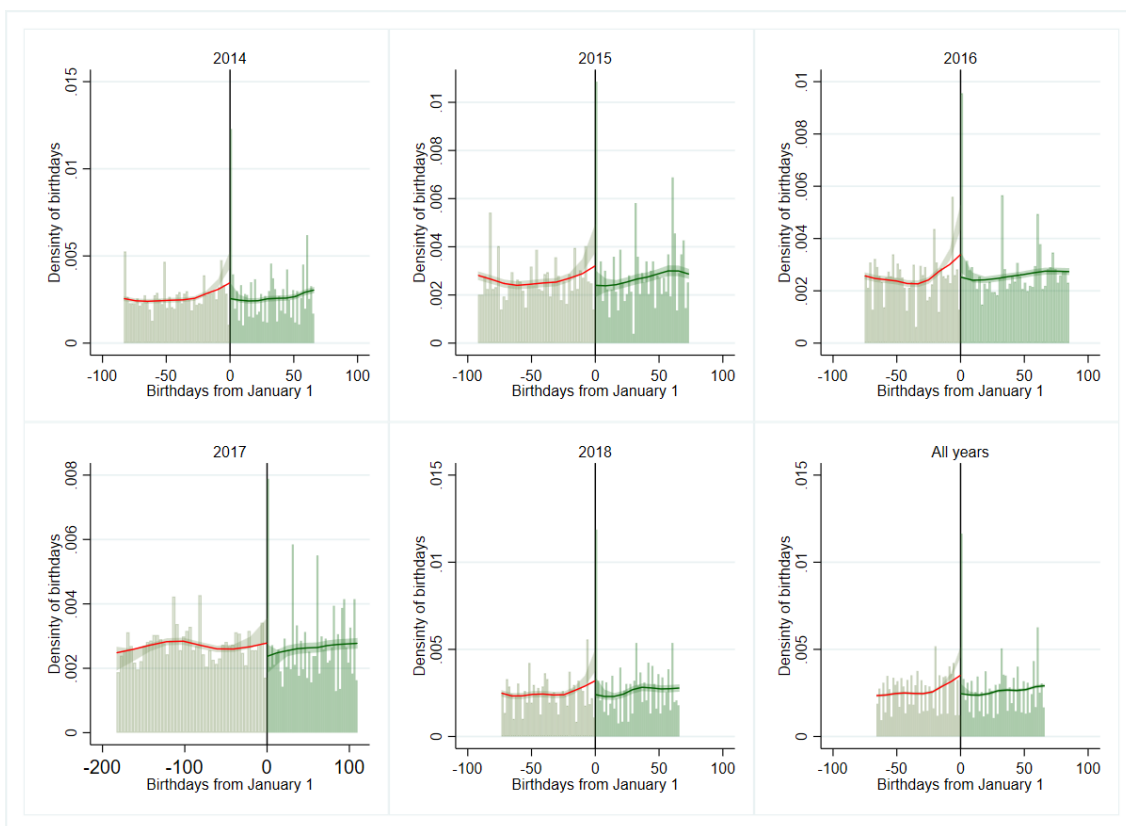 2014
Densinty of birthdays
0 .005 .01 .015
-100 -50 0 50 100
Birthdays from January 1
2015
Densinty of birthdays
0 .002 .004 .006 .008 .01
-100 -50 0 50 100
Birthdays from January 1
2016
Densinty of birthdays
0 .002 .004 .006 .008 .01
-100 -50 0 50 100
Birthdays from January 1
2017
Densinty of birthdays
0 .002 .004 .006 .008
-200 -100 0 100
Birthdays from January 1
2018
Densinty of birthdays
0 .005 .01 .015
-100 -50 0 50 100
Birthdays from January 1
All years
Densinty of birthdays
0 .005 .01 .015
-100 -50 0 50 100
Birthdays from January 1